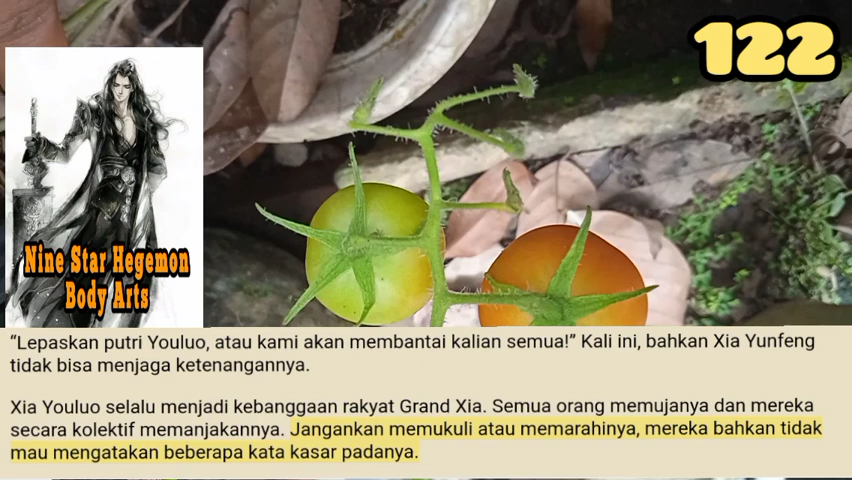 122
Nine Star Hegemon
Body Arts
“Lepaskan putri Youluo, atau kami akan membantai kalian semua!” Kali ini, bahkan Xia Yunfeng
tidak bisa menjaga ketenangannya.
Xia Youluo selalu menjadi kebanggaan rakyat Grand Xia. Semua orang memujanya dan mereka
secara kolektif memanjakannya. Jangankan memukuli atau memarahinya, mereka bahkan tidak
mau mengatakan beberapa kata kasar padanya.